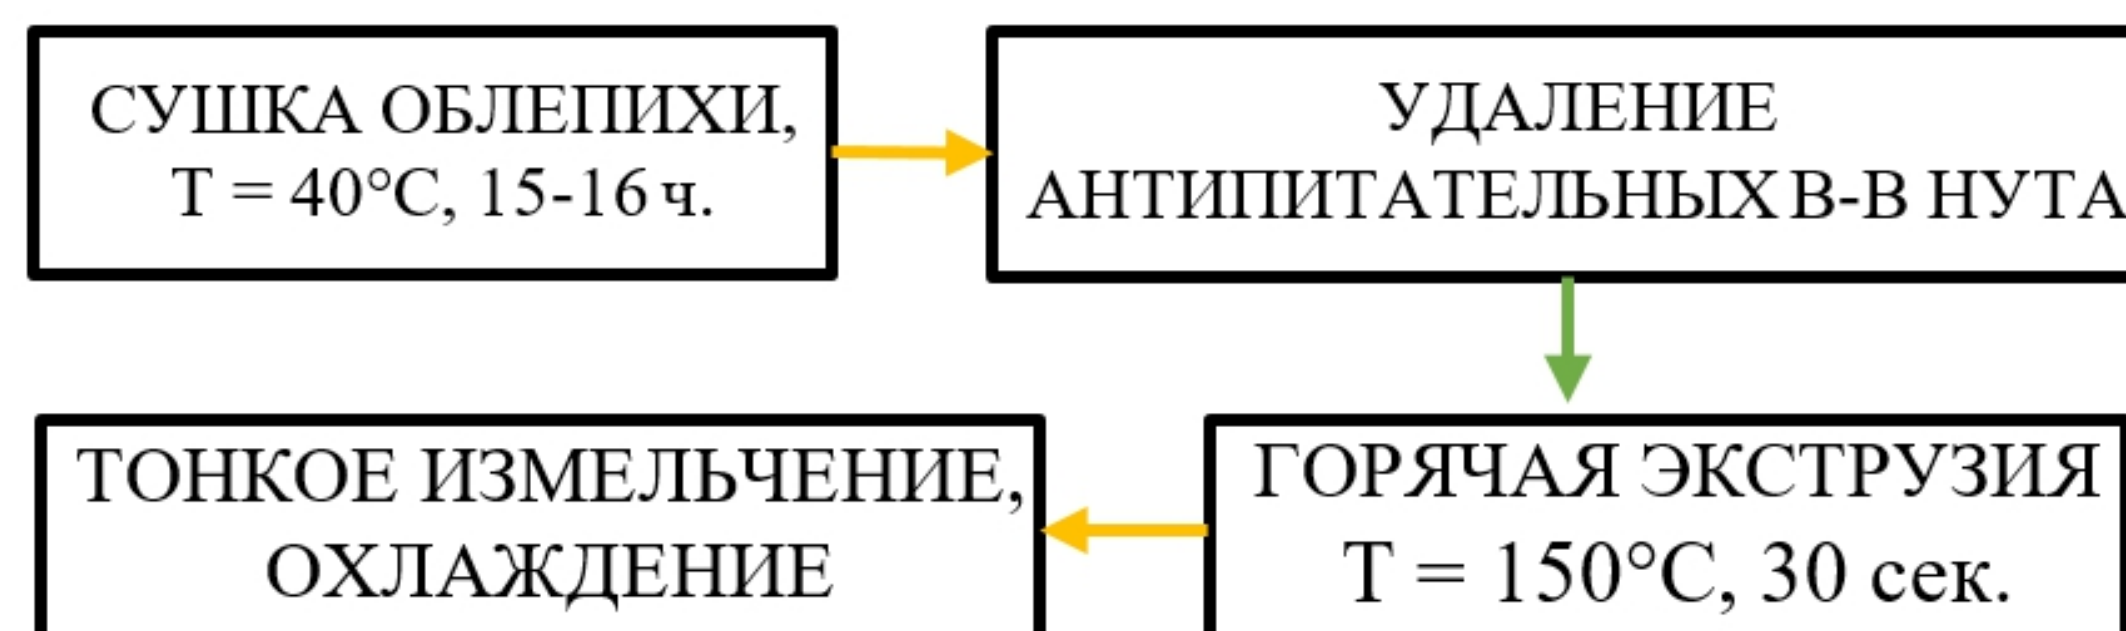 СУШКА ОБЛЕПИХИ,
Т = 40°С, 15-16 ч.
УДАЛЕНИЕ
АНТИПИТАТЕЛЬНЫХ В-В НУТА
ГОРЯЧАЯ ЭКСТРУЗИЯ
Т = 150°С, 30 сек.
ТОНКОЕ ИЗМЕЛЬЧЕНИЕ,
ОХЛАЖДЕНИЕ